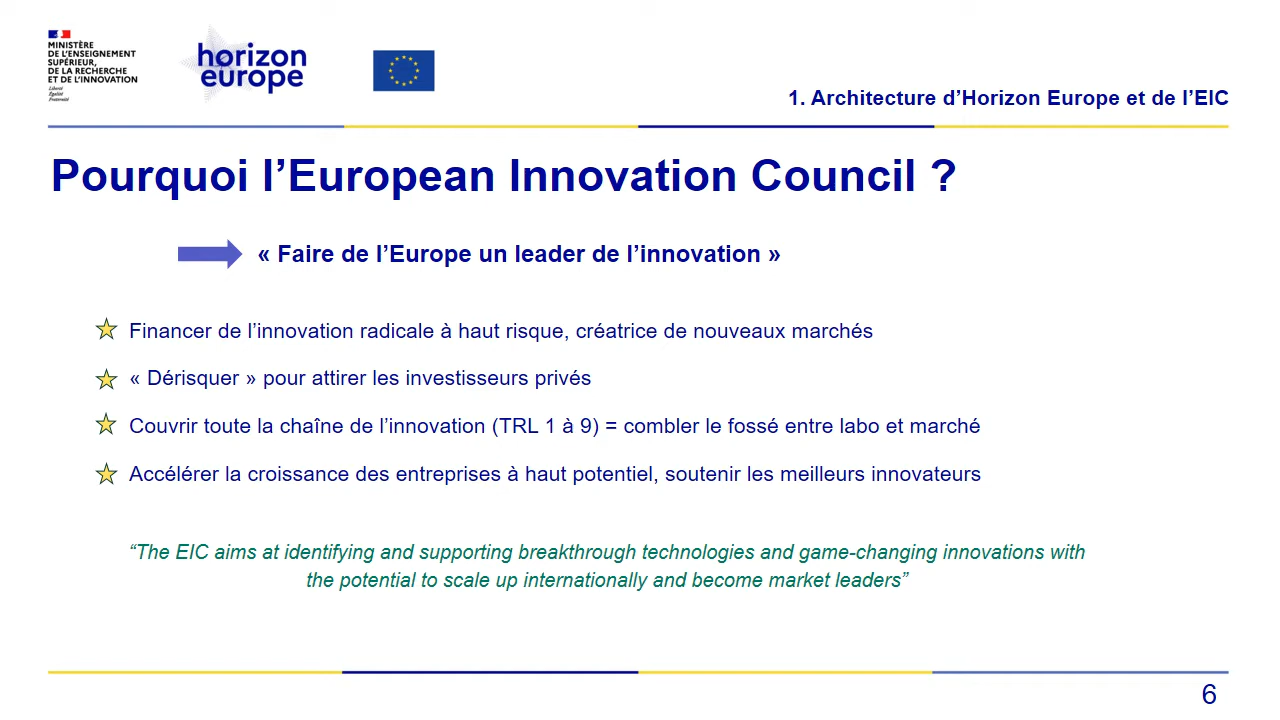 MINISTÈRE
DE L'ENSEIGNEMENT
SUPÉRIEUR,
DE LA RECHERCHE
ET DE L'INNOVATION
Liberté
Égalité
Fraternité
horizon
europe
1. Architecture d’Horizon Europe et de l’EIC
Pourquoi l’European Innovation Council ?
« Faire de l’Europe un leader de l’innovation »
Financer de l’innovation radicale à haut risque, créatrice de nouveaux marchés
« Dérisquer » pour attirer les investisseurs privés
Couvrir toute la chaîne de l’innovation (TRL 1 à 9) = combler le fossé entre labo et marché
Accélérer la croissance des entreprises à haut potentiel, soutenir les meilleurs innovateurs
“The EIC aims at identifying and supporting breakthrough technologies and game-changing innovations with
the potential to scale up internationally and become market leaders”
6